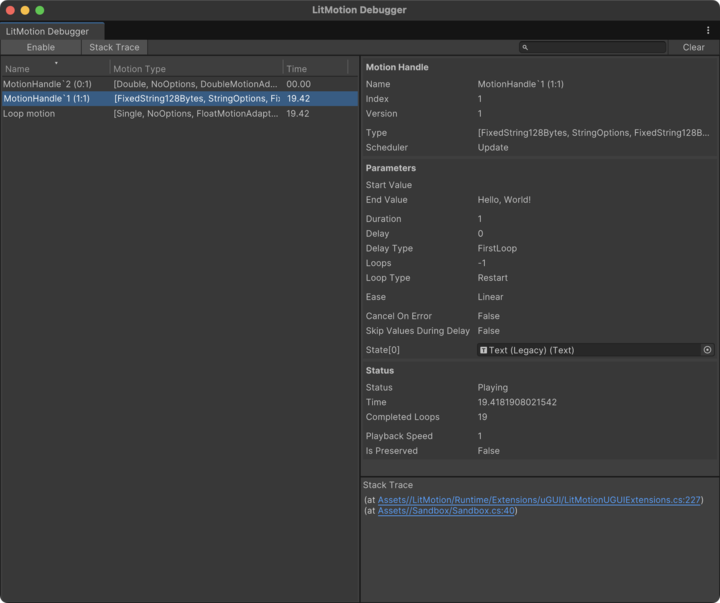 LitMotion Debugger
LitMotion Debugger
Enable Stack Trace Clear
Name Motion Type Time
MotionHandle`2 (0:1) [Double, NoOptions, DoubleMotionAd... 00.00
MotionHandle`1 (1:1) [FixedString128Bytes, StringOptions, Fi 19.42
Loop motion [Single, NoOptions, FloatMotionAdapt... 19.42
Motion Handle
Name MotionHandle`1 (1:1)
Index 1
Version 1
Type [FixedString128Bytes, StringOptions, FixedString128B...
Scheduler Update
Parameters
Start Value
End Value Hello, World!
Duration 1
Delay 0
Delay Type FirstLoop
Loops -1
Loop Type Restart
Ease Linear
Cancel On Error False
Skip Values During Delay False
State[0] Text (Legacy) (Text)
Status
Status Playing
Time 19.4181908021542
Completed Loops 19
Playback Speed 1
Is Preserved False
Stack Trace
(at Assets//LitMotion/Runtime/Extensions/uGUI/LitMotionUGUIExtensions.cs:227)
(at Assets//Sandbox/Sandbox.cs:40)